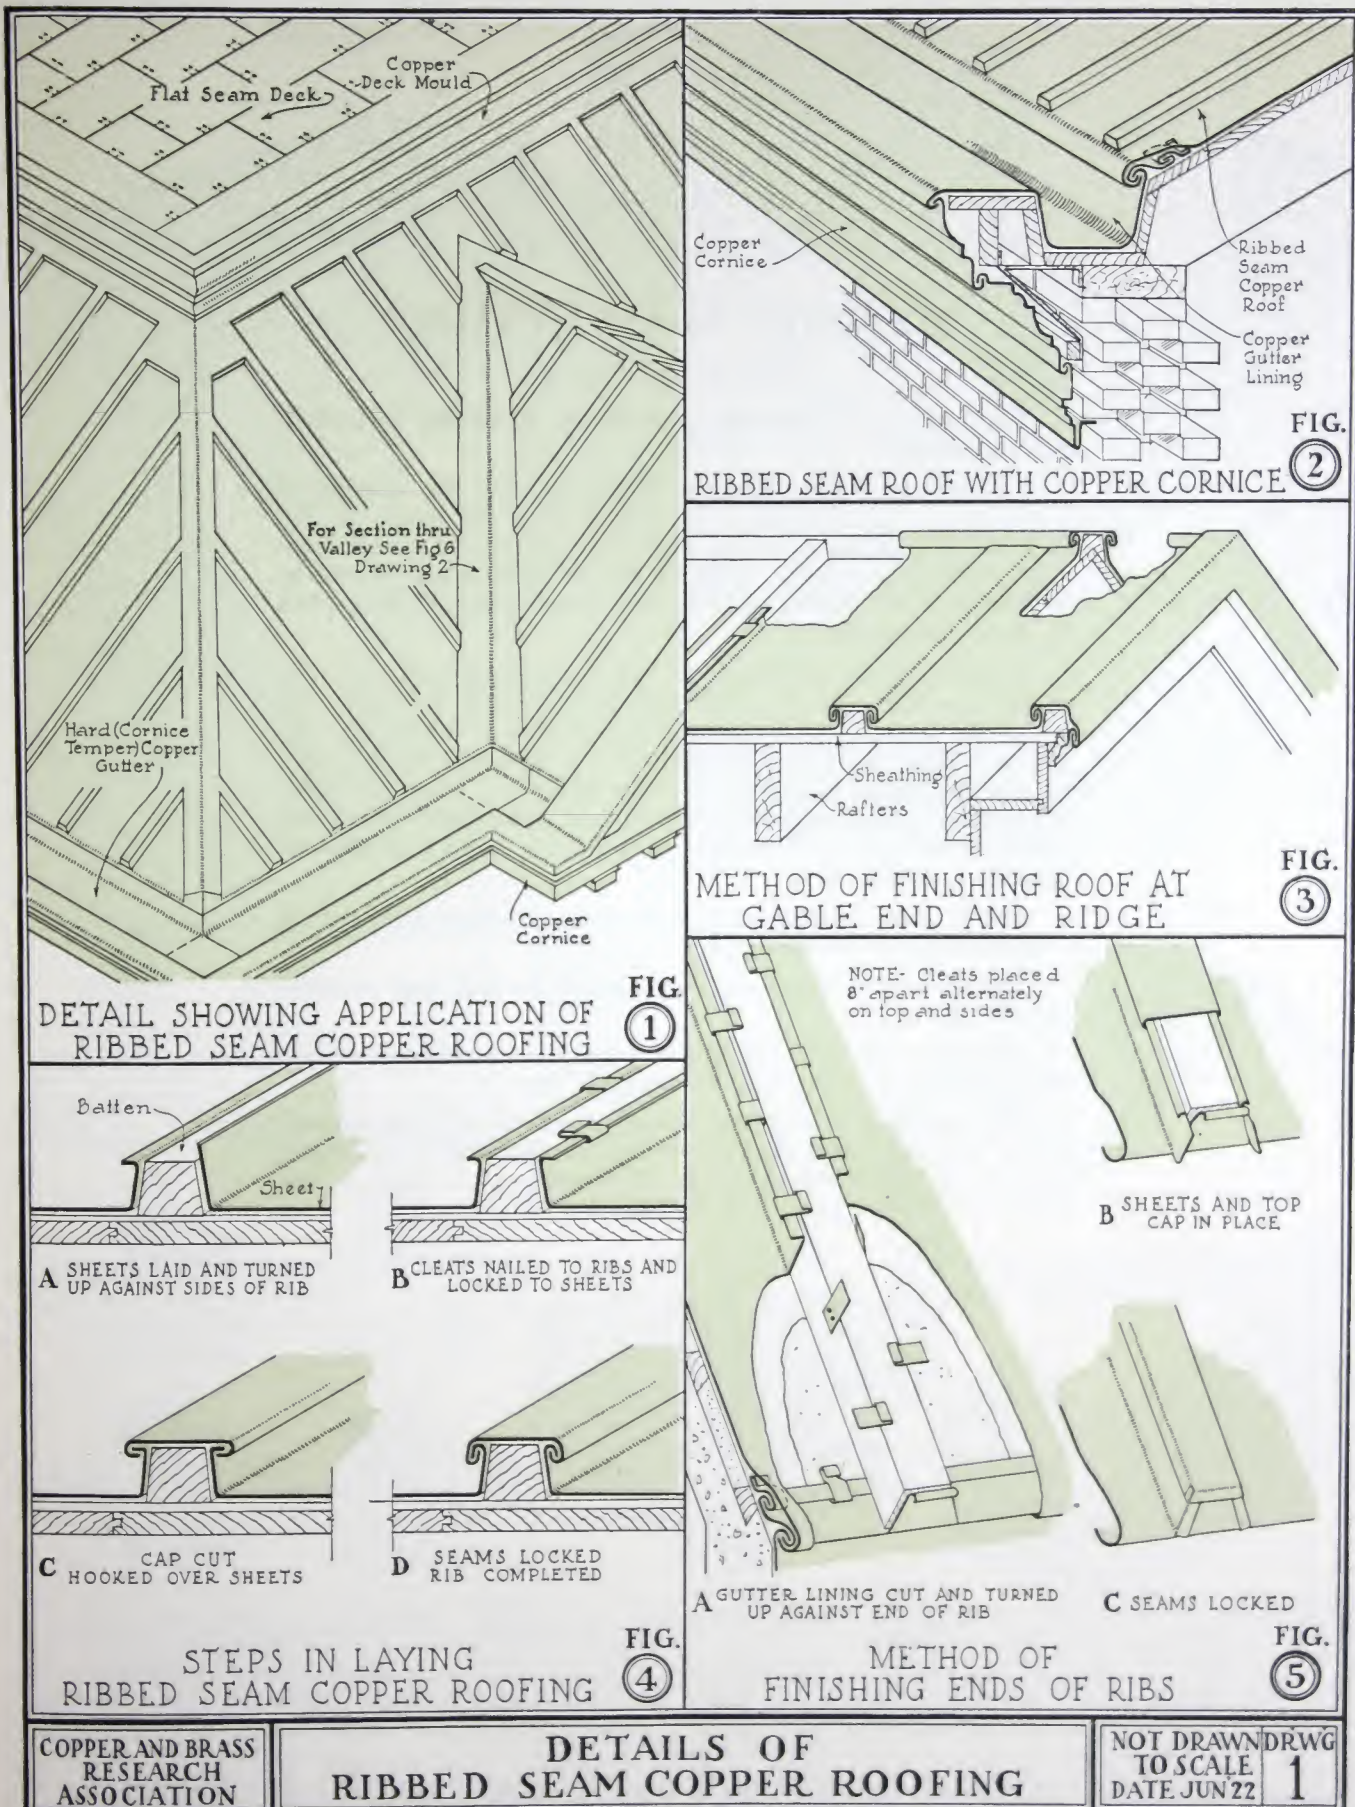 Copper
Deck Mould
Flat Seam Deck
For Section thru
Valley See Fig 6
Drawing 2
Hard (Cornice
Temper) Copper
Gutter
Copper
Cornice
DETAIL SHOWING APPLICATION OF
RIBBED SEAM COPPER ROOFING
FIG.
1
Copper
Cornice
Ribbed
Seam
Copper
Roof
Copper
Gutter
Lining
RIBBED SEAM ROOF WITH COPPER CORNICE
FIG.
2
Sheathing
Rafters
METHOD OF FINISHING ROOF AT
GABLE END AND RIDGE
FIG.
3
Batten
Sheet
A SHEETS LAID AND TURNED
UP AGAINST SIDES OF RIB
B CLEATS NAILED TO RIBS AND
LOCKED TO SHEETS
C CAP CUT
HOOKED OVER SHEETS
D SEAMS LOCKED
RIB COMPLETED
STEPS IN LAYING
RIBBED SEAM COPPER ROOFING
FIG.
4
NOTE- Cleats placed
8" apart alternately
on top and sides
B SHEETS AND TOP
CAP IN PLACE
A GUTTER LINING CUT AND TURNED
UP AGAINST END OF RIB
C SEAMS LOCKED
METHOD OF
FINISHING ENDS OF RIBS
FIG.
5
COPPER AND BRASS
RESEARCH
ASSOCIATION
DETAILS OF
RIBBED SEAM COPPER ROOFING
NOT DRAWN
TO SCALE
DATE JUN'22
DRWG
1